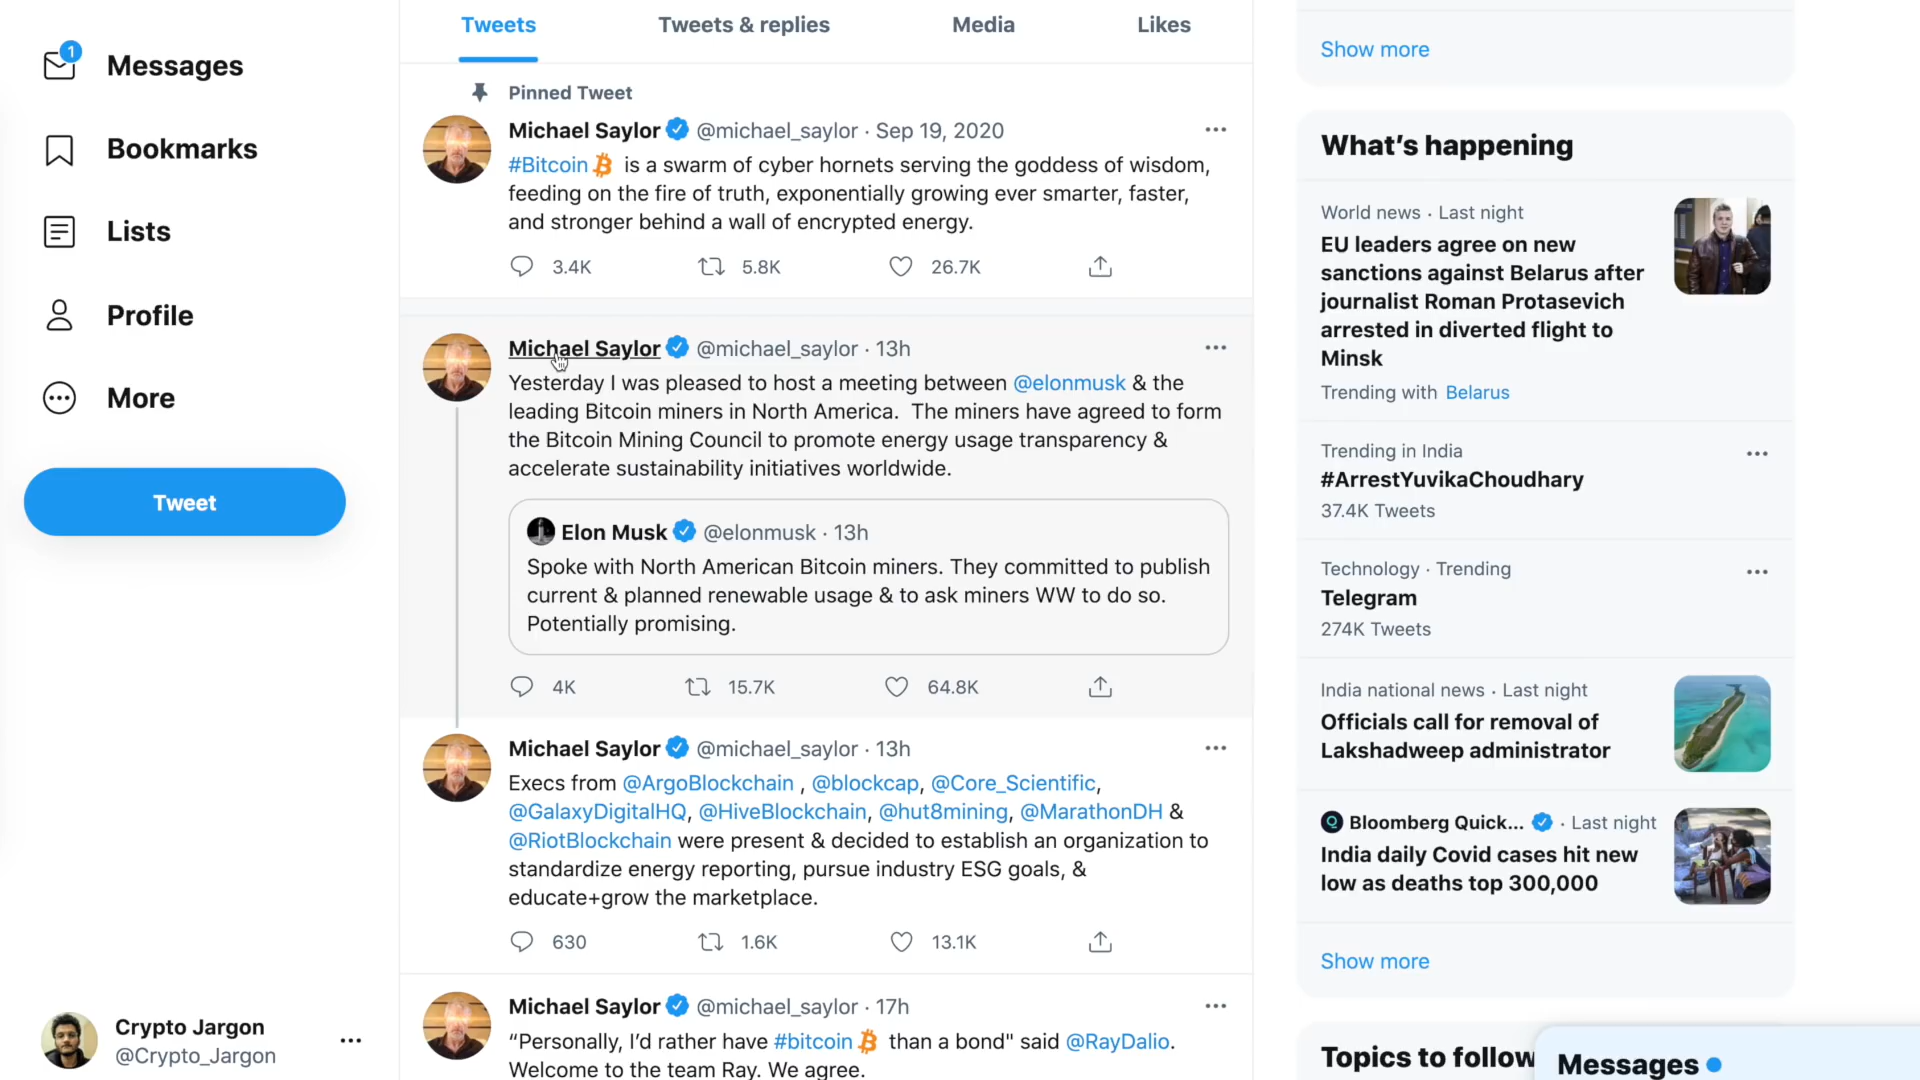 1
Messages
Bookmarks
Lists
Profile
More
Tweet
Crypto Jargon
@Crypto_Jargon
Tweets
Tweets & replies
Media
Likes
Pinned Tweet
Michael Saylor @michael_saylor · Sep 19, 2020
#Bitcoin is a swarm of cyber hornets serving the goddess of wisdom,
feeding on the fire of truth, exponentially growing ever smarter, faster,
and stronger behind a wall of encrypted energy.
3.4K
5.8K
26.7K
Michael Saylor @michael_saylor · 13h
Yesterday I was pleased to host a meeting between @elonmusk & the
leading Bitcoin miners in North America. The miners have agreed to form
the Bitcoin Mining Council to promote energy usage transparency &
accelerate sustainability initiatives worldwide.
Elon Musk @elonmusk · 13h
Spoke with North American Bitcoin miners. They committed to publish
current & planned renewable usage & to ask miners WW to do so.
Potentially promising.
4K
15.7K
64.8K
Michael Saylor @michael_saylor · 13h
Execs from @ArgoBlockchain , @blockcap, @Core_Scientific,
@GalaxyDigitalHQ, @HiveBlockchain, @hut8mining, @MarathonDH &
@RiotBlockchain were present & decided to establish an organization to
standardize energy reporting, pursue industry ESG goals, &
educate+grow the marketplace.
630
1.6K
13.1K
Michael Saylor @michael_saylor · 17h
“Personally, I’d rather have #bitcoin than a bond" said @RayDalio.
Welcome to the team Ray. We agree.
Show more
What’s happening
World news · Last night
EU leaders agree on new
sanctions against Belarus after
journalist Roman Protasevich
arrested in diverted flight to
Minsk
Trending with Belarus
Trending in India
#ArrestYuvikaChoudhary
37.4K Tweets
Technology · Trending
Telegram
274K Tweets
India national news · Last night
Officials call for removal of
Lakshadweep administrator
Bloomberg Quick... · Last night
India daily Covid cases hit new
low as deaths top 300,000
Show more
Topics to follow
Messages